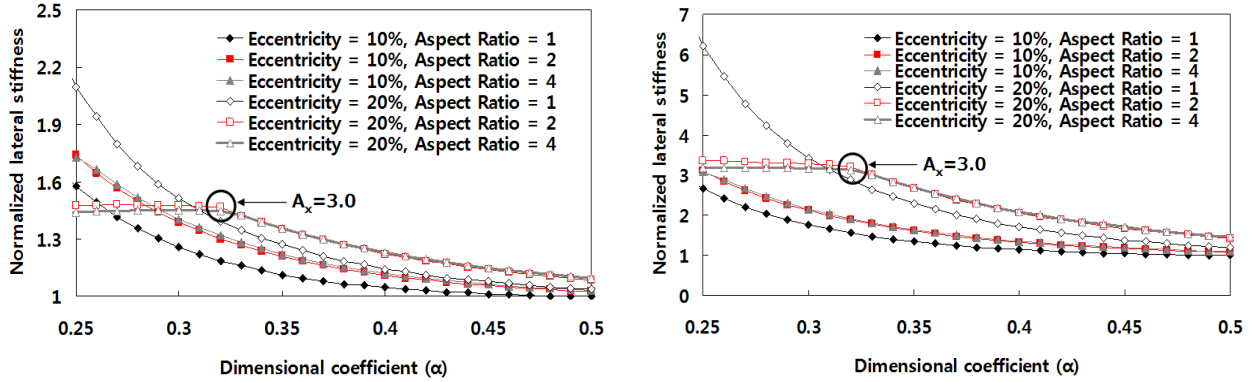 Normalized lateral stiffness
2.5
2.2
1.9
1.6
1.3
1
Eccentricity = 10%, Aspect Ratio = 1
Eccentricity = 10%, Aspect Ratio = 2
Eccentricity = 10%, Aspect Ratio = 4
Eccentricity = 20%, Aspect Ratio = 1
Eccentricity = 20%, Aspect Ratio = 2
Eccentricity = 20%, Aspect Ratio = 4
Aₓ=3.0
0.25 0.3 0.35 0.4 0.45 0.5
Dimensional coefficient (α)
Normalized lateral stiffness
7
6
5
4
3
2
1
0
Eccentricity = 10%, Aspect Ratio = 1
Eccentricity = 10%, Aspect Ratio = 2
Eccentricity = 10%, Aspect Ratio = 4
Eccentricity = 20%, Aspect Ratio = 1
Eccentricity = 20%, Aspect Ratio = 2
Eccentricity = 20%, Aspect Ratio = 4
Aₓ=3.0
0.25 0.3 0.35 0.4 0.45 0.5
Dimensional coefficient (α)